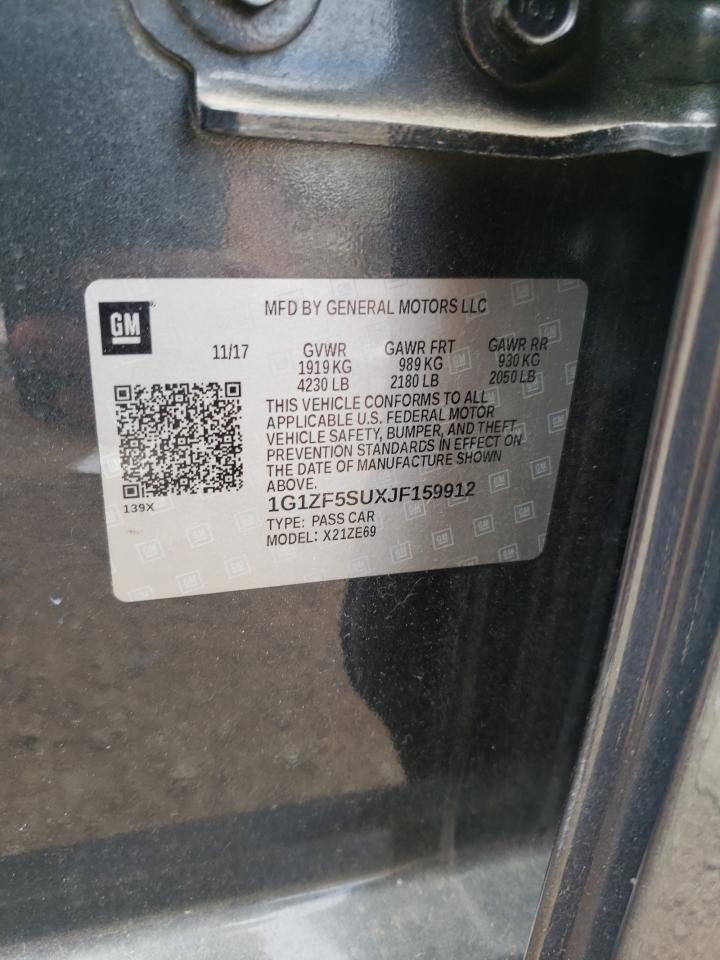 GM
MFD BY GENERAL MOTORS LLC
11/17 GVWR GAWR FRT GAWR RR
1919 KG 989 KG 930 KG
4230 LB 2180 LB 2050 LB
THIS VEHICLE CONFORMS TO ALL
APPLICABLE U.S. FEDERAL MOTOR
VEHICLE SAFETY, BUMPER, AND THEFT
PREVENTION STANDARDS IN EFFECT ON
THE DATE OF MANUFACTURE SHOWN
ABOVE.
1G1ZF5SUXJF159912
139X
TYPE: PASS CAR
MODEL: X21ZE69